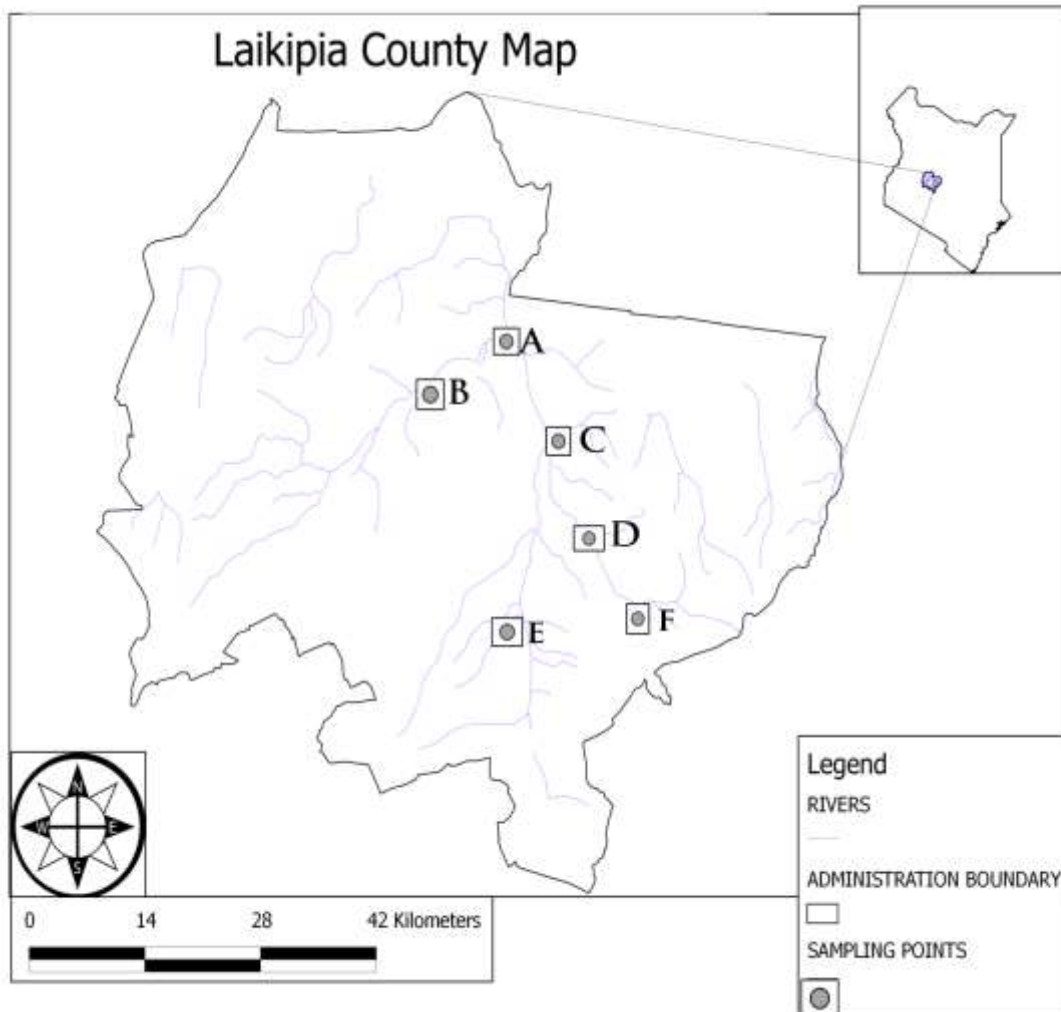 Laikipia County Map
A
B
C
D
E
F
N
W E
S
0 14 28 42 Kilometers
Legend
RIVERS
ADMINISTRATION BOUNDARY
SAMPLING POINTS